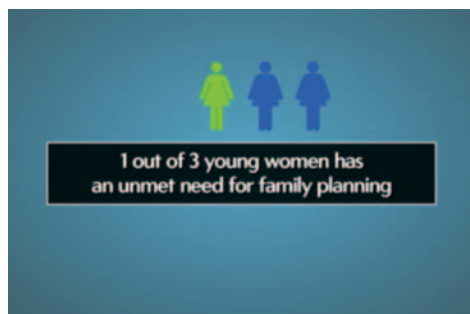 1 out of 3 young women has
an unmet need for family planning